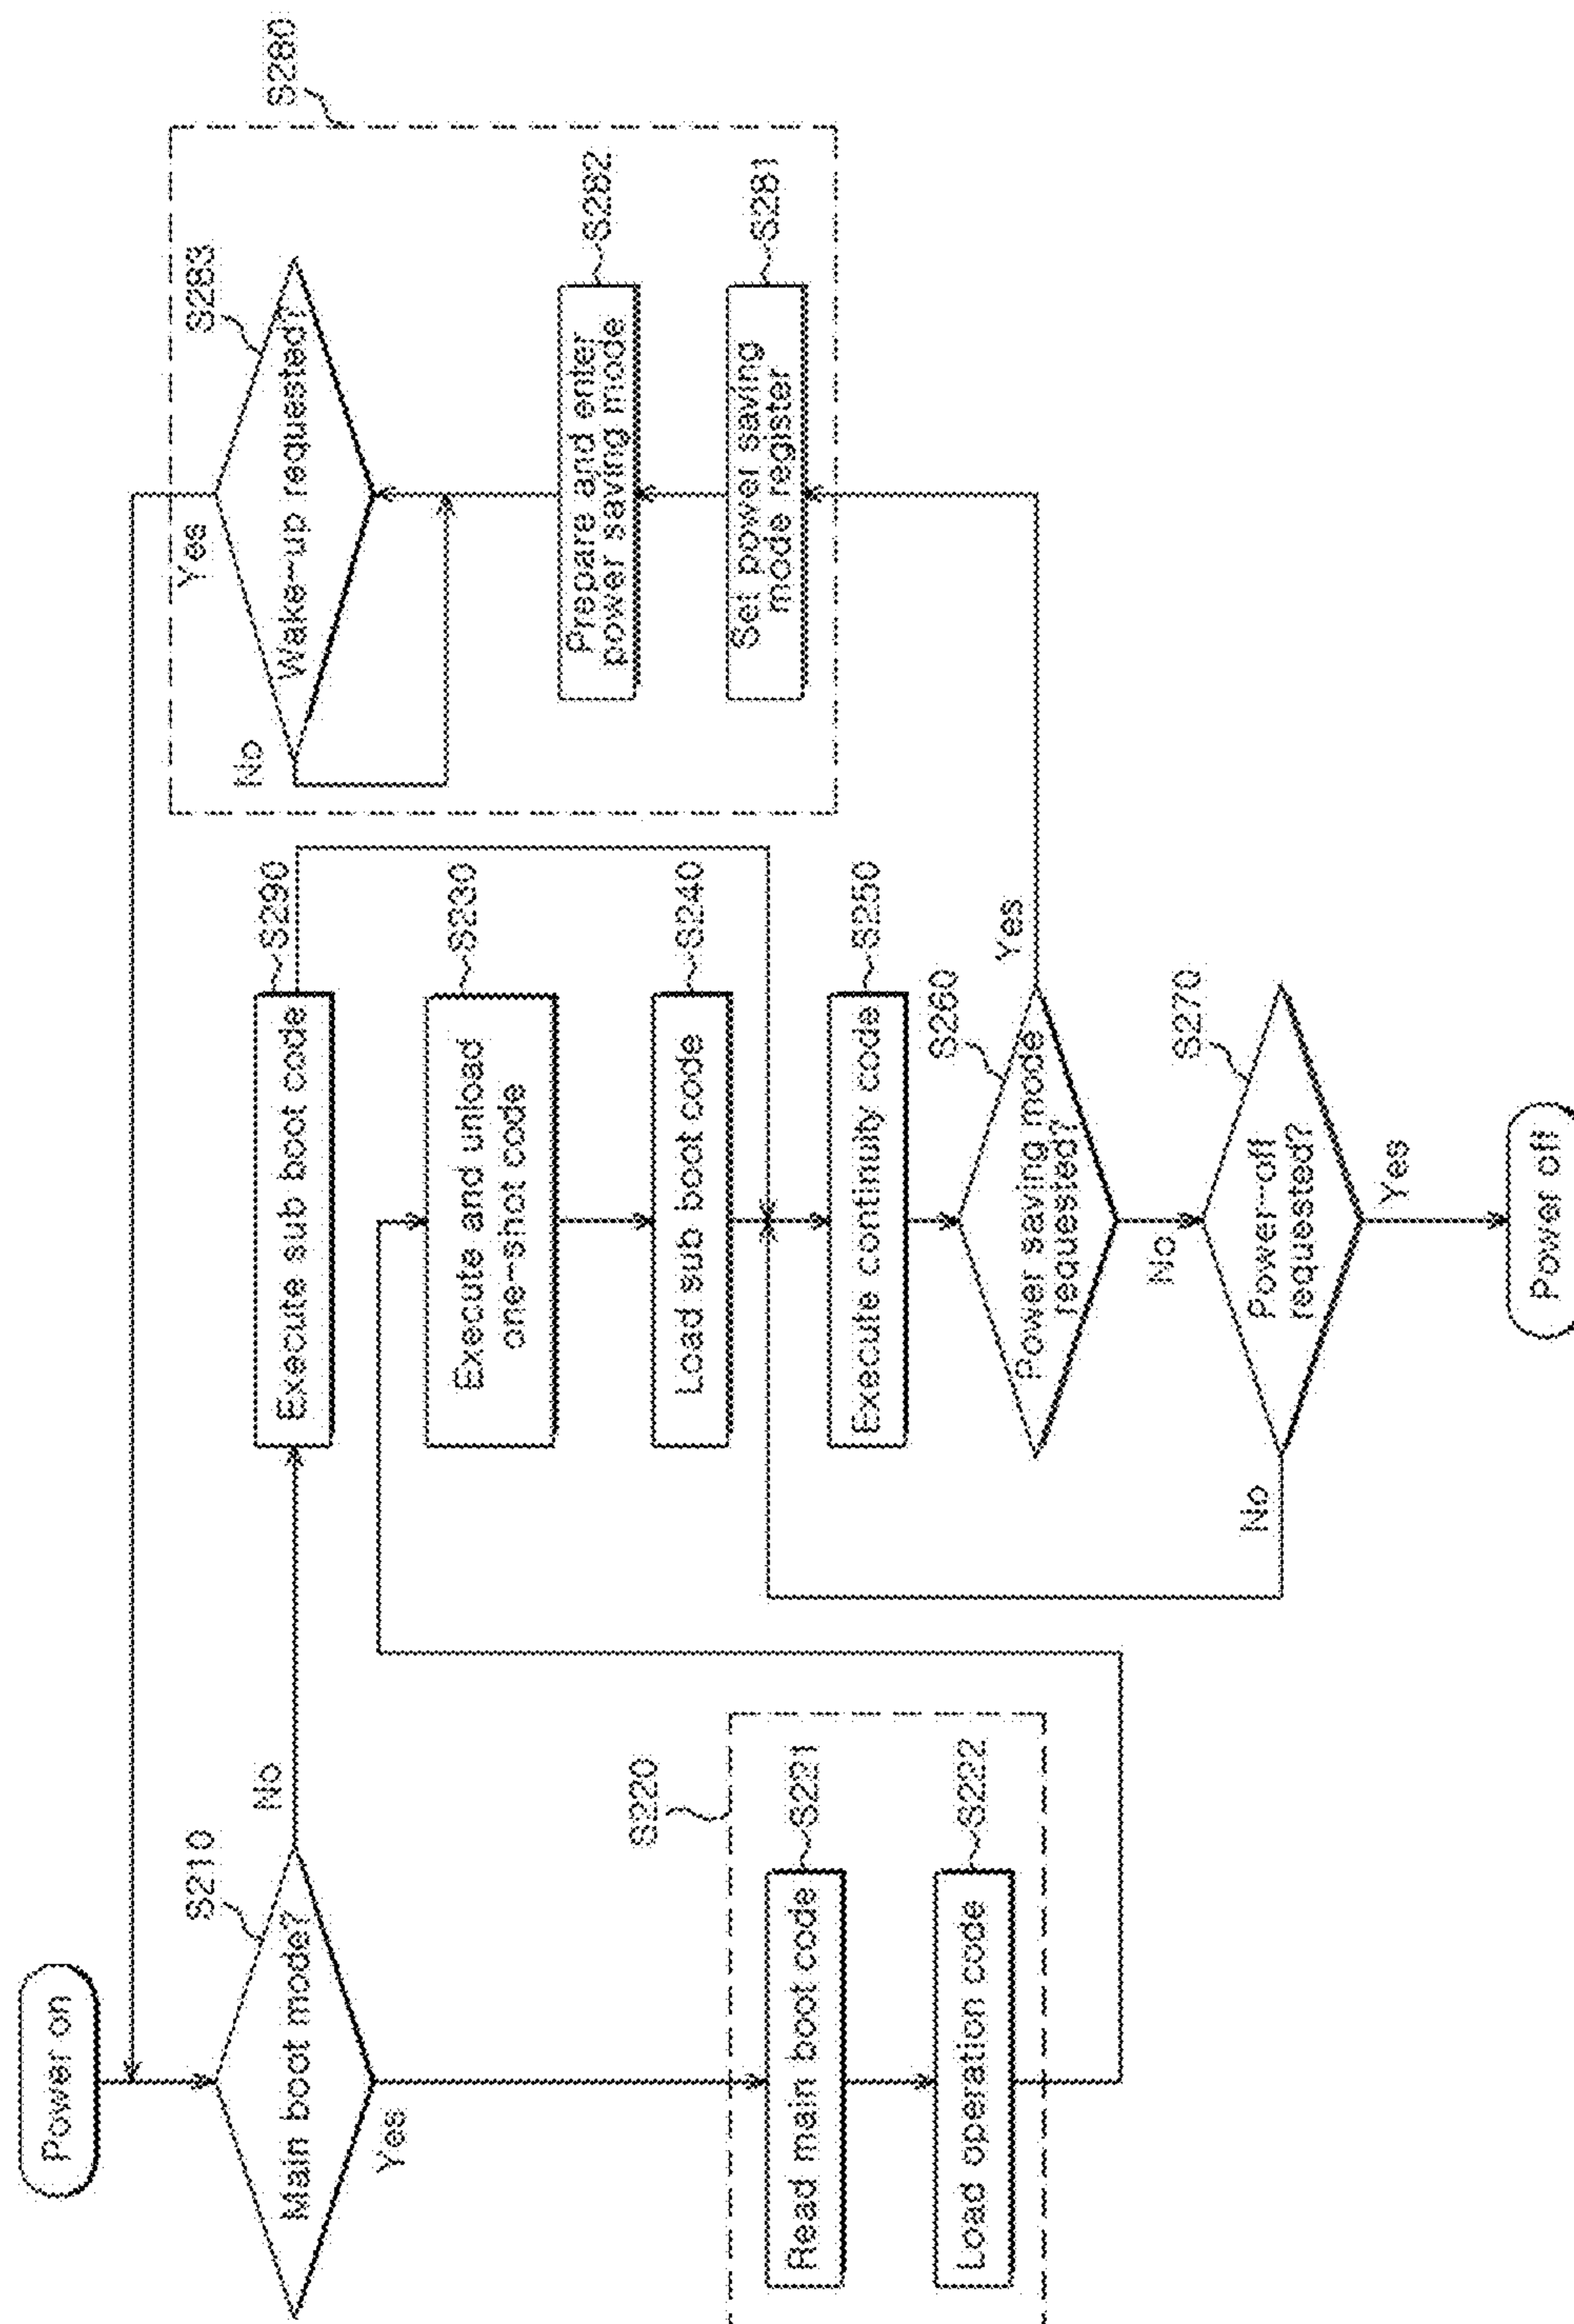 Power on
S210
Main boot mode?
No
Yes
S220
Read main boot code
S221
Load operation code
S222
Execute sub boot code
S290
Execute and unload
one-shot code
S230
Load sub boot code
S240
Execute continuity code
S250
S260
Power saving mode
requested?
Yes
No
S270
Power-off
requested?
No
Yes
Power off
S280
S283
Wake-up requested?
Yes
No
Prepare and enter
power saving mode
S282
Set power saving
mode register
S281